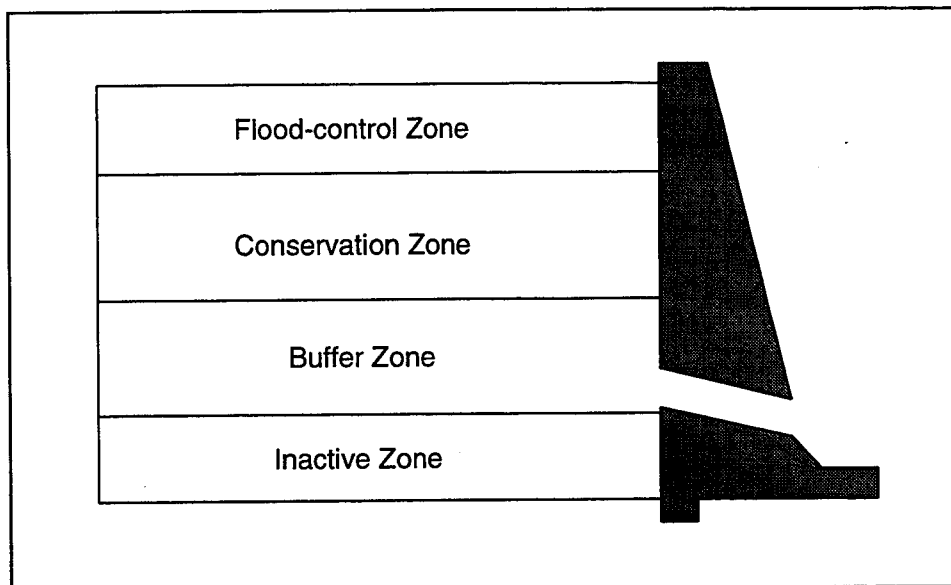 Flood-control Zone
Conservation Zone
Buffer Zone
Inactive Zone